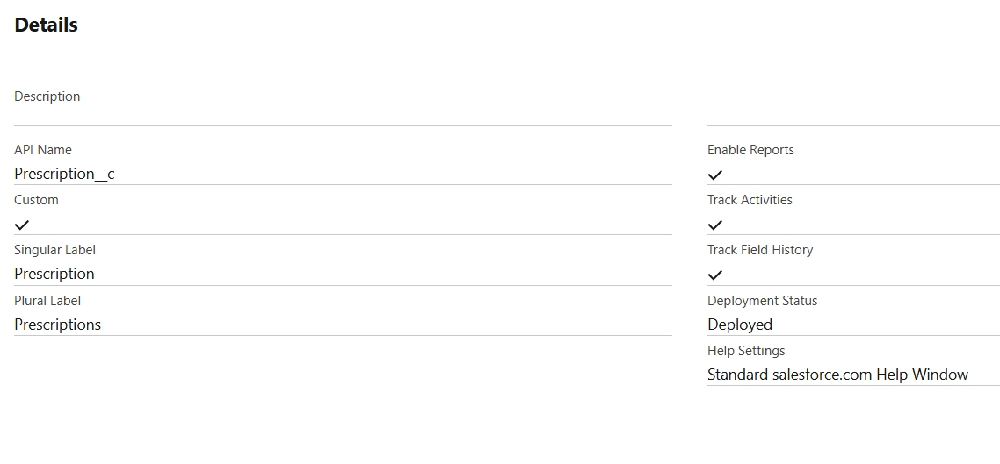 Details
Description
API Name
Prescription__c
Custom
Singular Label
Prescription
Plural Label
Prescriptions
Enable Reports
Track Activities
Track Field History
Deployment Status
Deployed
Help Settings
Standard salesforce.com Help Window